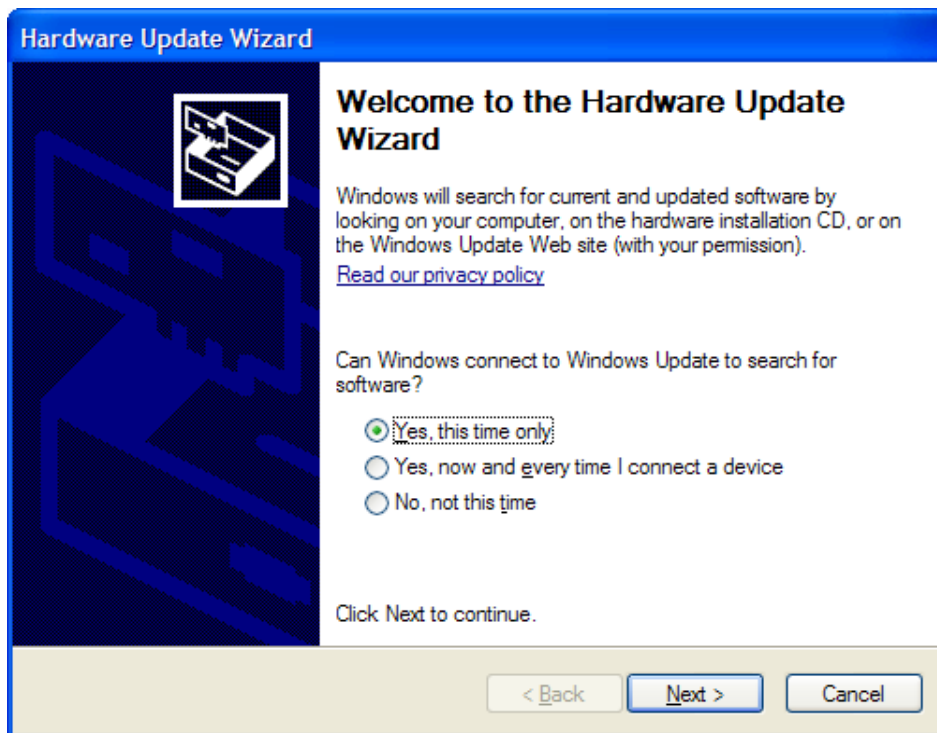 Hardware Update Wizard
Welcome to the Hardware Update
Wizard
Windows will search for current and updated software by
looking on your computer, on the hardware installation CD, or on
the Windows Update Web site (with your permission).
Read our privacy policy
Can Windows connect to Windows Update to search for
software?
Yes, this time only
Yes, now and every time I connect a device
No, not this time
Click Next to continue.
< Back
Next >
Cancel